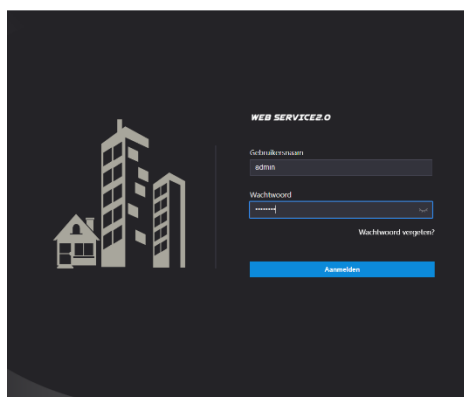 WEB SERVICE2.0
Gebruikersnaam
admin
Wachtwoord
Wachtwoord vergeten?
Aanmelden